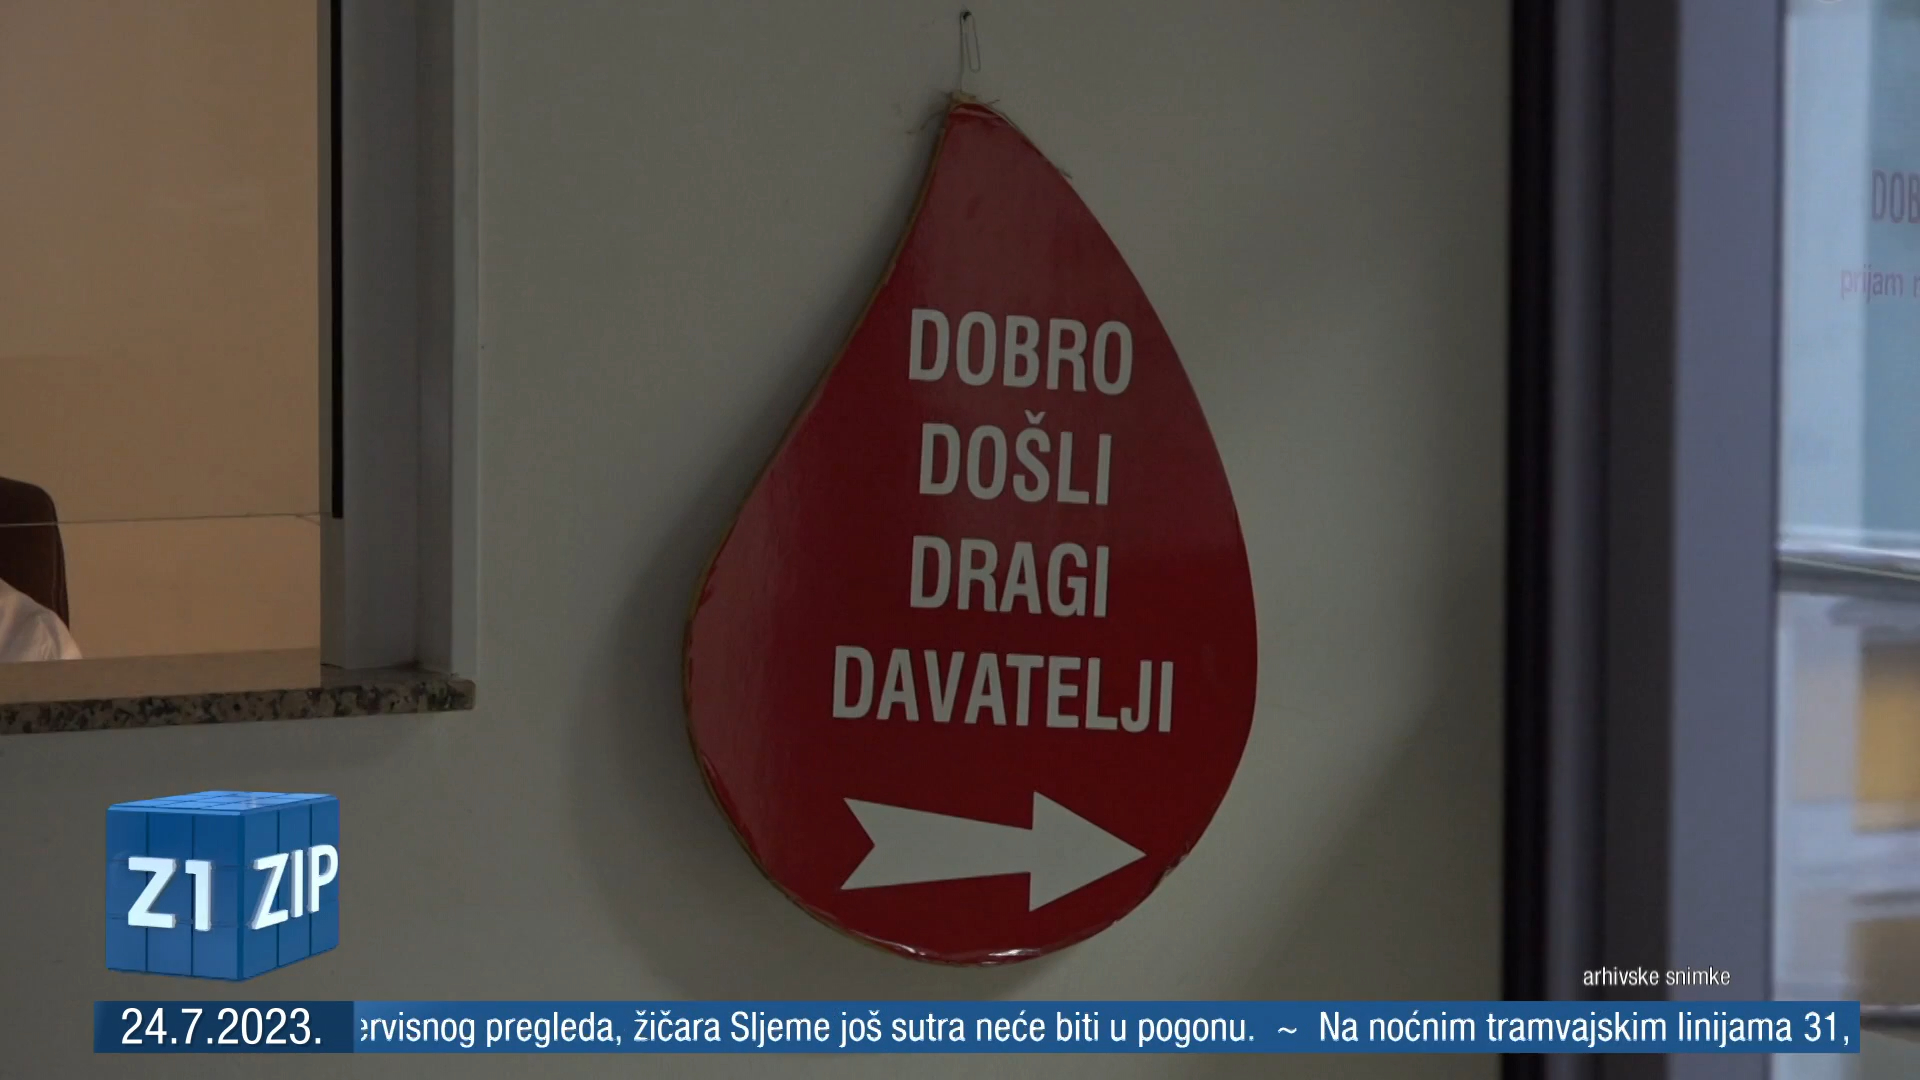 DOBRO
DOŠLI
DRAGI
DAVATELJI
prijam
Z1 ZIP
arhivske snimke
24.7.2023. ervisnog pregleda, žičara Sljeme još sutra neće biti u pogonu. ~ Na noćnim tramvajskim linijama 31,